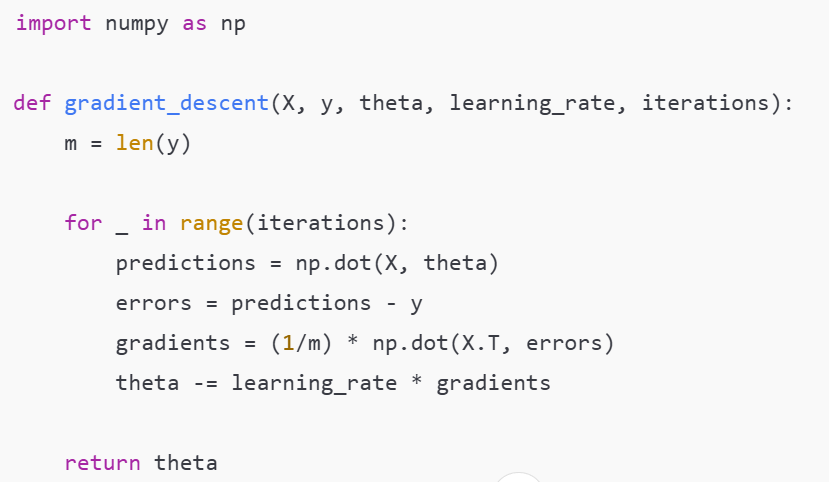 import numpy as np
def gradient_descent(X, y, theta, learning_rate, iterations):
    m = len(y)
    for _ in range(iterations):
        predictions = np.dot(X, theta)
        errors = predictions - y
        gradients = (1/m) * np.dot(X.T, errors)
        theta -= learning_rate * gradients
    return theta